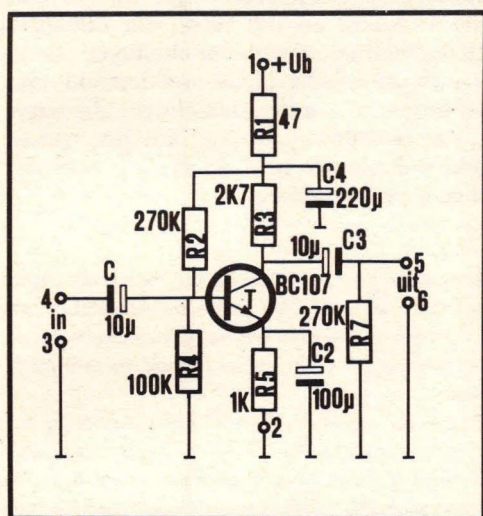 1 +Ub
R1 47
C4
220µ
2K7 R3
270K R2
10µ C3
BC107
T
5
uit
6
C
10µ
4
in
3
R4
100K
R5
1K
2
C2
100µ
R7
270K